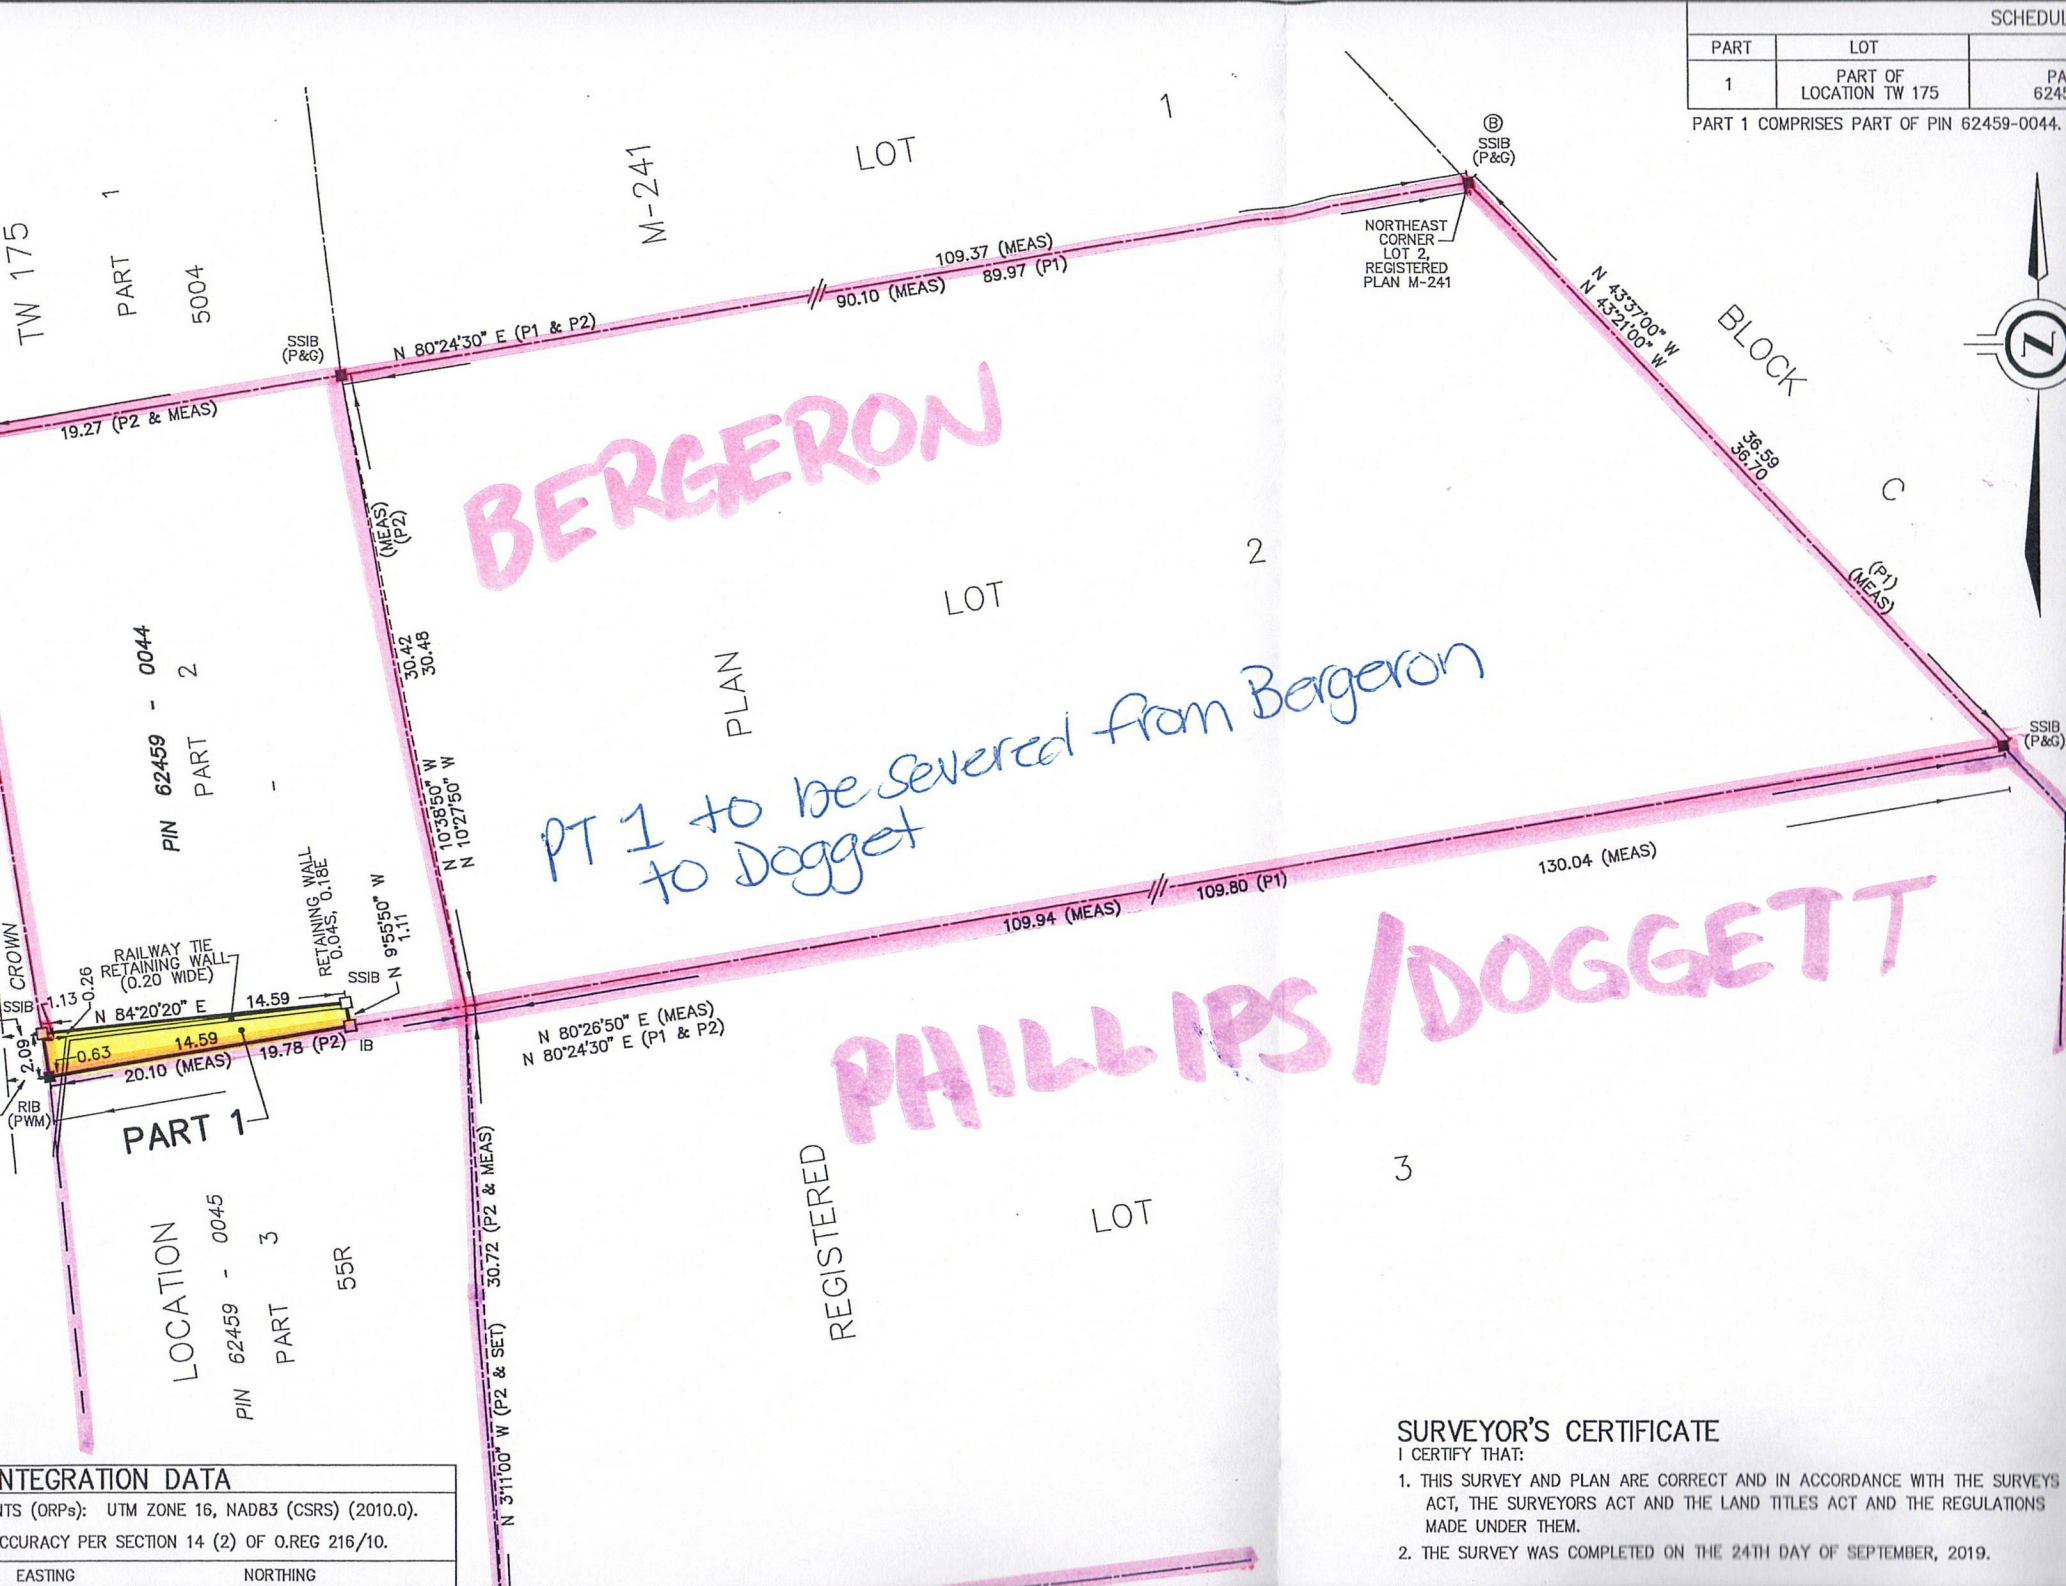 SCHEDUL
PART LOT
1 PART OF
LOCATION TW 175
PA
6245
PART 1 COMPRISES PART OF PIN 62459-0044.
TW 175
PART 1
5004
M-241
LOT 1
B
SSIB
(P&G)
NORTHEAST
CORNER
LOT 2,
REGISTERED
PLAN M-241
109.37 (MEAS)
90.10 (MEAS) 89.97 (P1)
N 80°24'30" E (P1 & P2)
SSIB
(P&G)
19.27 (P2 & MEAS)
N 43°37'00" W
N 43°21'00" W
36.59
36.70
(P1)
(MEAS)
BLOCK C
Z
BERGERON
(MEAS)
(P2)
30.42
30.48
N 10°38'50" W
N 10°27'50" W
LOT 2
PLAN
PIN 62459 - 0044
PART 2
-
PT 1 to be severed from Bergeron
to Dogget
SSIB
(P&G)
130.04 (MEAS)
109.94 (MEAS) 109.80 (P1)
N 80°26'50" E (MEAS)
N 80°24'30" E (P1 & P2)
PHILLIPS/DOGGETT
CROWN
RETAINING WALL
0.04S, 0.18E
N 9°55'50" W
1.11
RAILWAY TIE
RETAINING WALL
(0.20 WIDE)
SSIB
SSIB
1.13
0.26
N 84°20'20" E 14.59
14.59
0.63
2.09
20.10 (MEAS) 19.78 (P2)
IB
RIB
(PWM)
PART 1
LOCATION
PIN 62459 - 0045
PART 3
55R
N 3°11'00" W (P2 & SET) 30.72 (P2 & MEAS)
REGISTERED
LOT 3
NTEGRATION DATA
NTS (ORPs): UTM ZONE 16, NAD83 (CSRS) (2010.0).
CCURACY PER SECTION 14 (2) OF O.REG 216/10.
EASTING NORTHING
SURVEYOR'S CERTIFICATE
I CERTIFY THAT:
1. THIS SURVEY AND PLAN ARE CORRECT AND IN ACCORDANCE WITH THE SURVEYS
ACT, THE SURVEYORS ACT AND THE LAND TITLES ACT AND THE REGULATIONS
MADE UNDER THEM.
2. THE SURVEY WAS COMPLETED ON THE 24TH DAY OF SEPTEMBER, 2019.